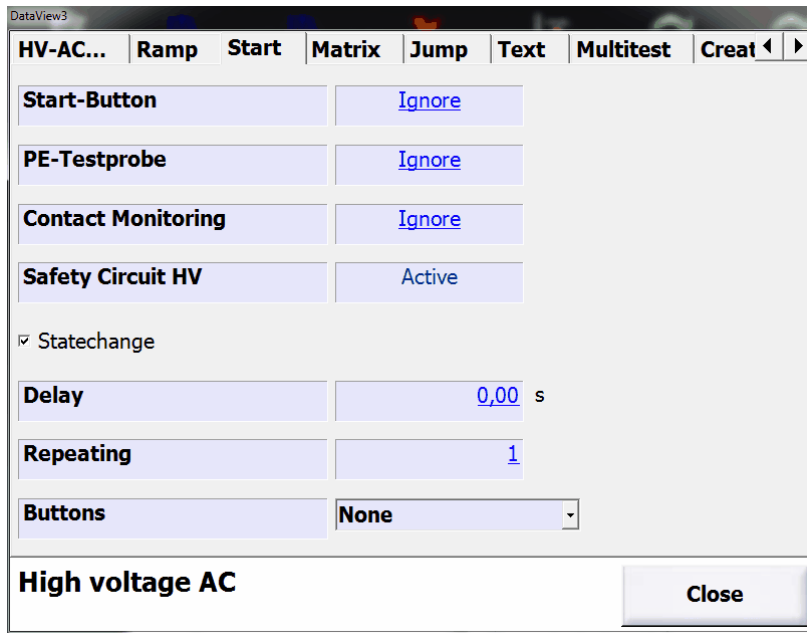 DataView3
HV-AC... Ramp Start Matrix Jump Text Multitest Creat
Start-Button Ignore
PE-Testprobe Ignore
Contact Monitoring Ignore
Safety Circuit HV Active
Statechange
Delay 0,00 s
Repeating 1
Buttons None
High voltage AC Close